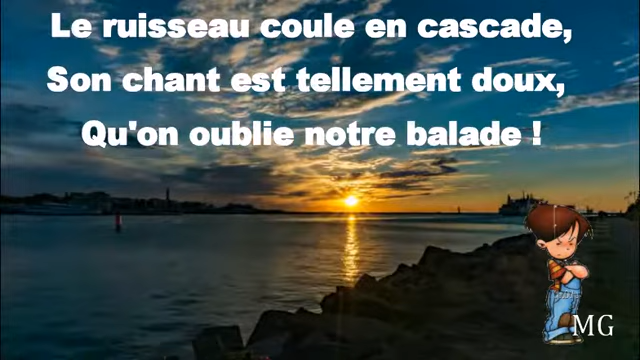 Le ruisseau coule en cascade,
Son chant est tellement doux,
Qu'on oublie notre balade !
MG